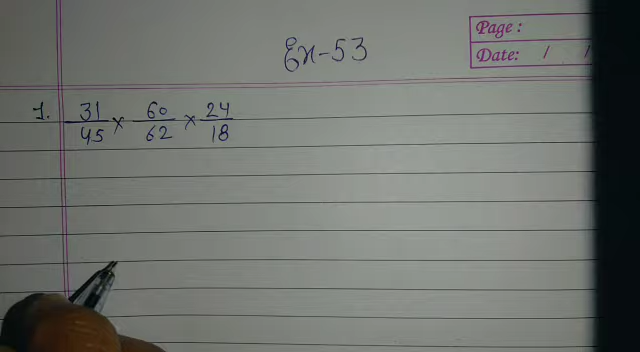 Page :
Ex-53
Date: / /
1. 31/45 × 60/62 × 24/18